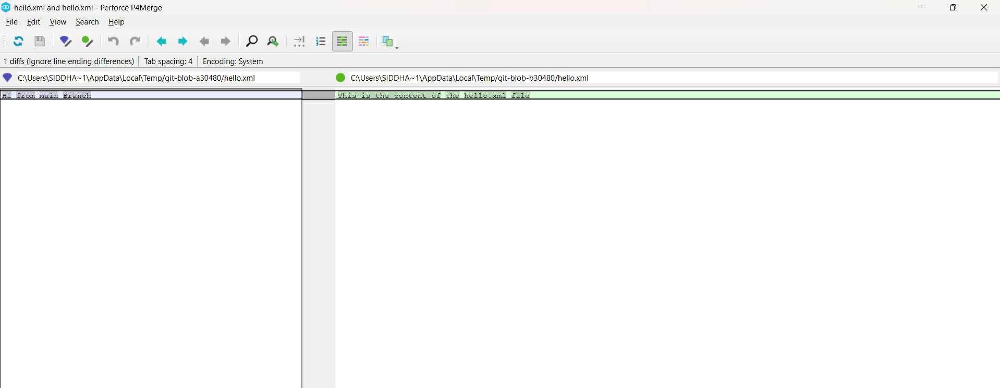 hello.xml and hello.xml - Perforce P4Merge
File Edit View Search Help
1 diffs (Ignore line ending differences) Tab spacing: 4 Encoding: System
C:\Users\SIDDHA~1\AppData\Local\Temp/git-blob-a30480/hello.xml C:\Users\SIDDHA~1\AppData\Local\Temp/git-blob-b30480/hello.xml
Hi from main Branch This is the content of the hello.xml file